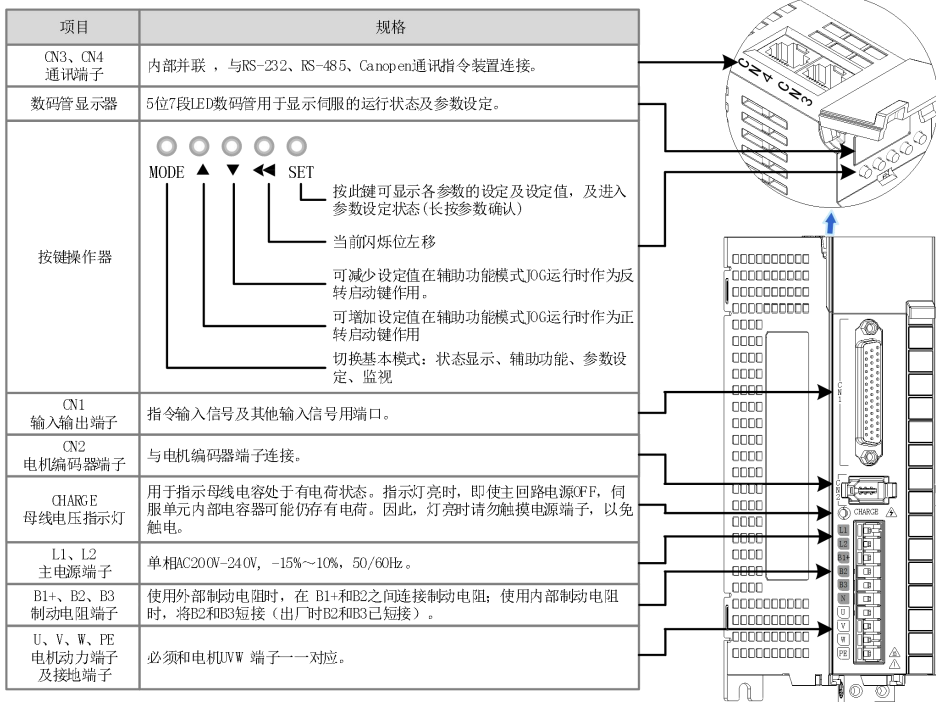 项目
规格
CN3、CN4
通讯端子
内部并联 ，与RS-232、RS-485、Canopen通讯指令装置连接。
数码管显示器
5位7段LED数码管用于显示伺服的运行状态及参数设定。
按键操作器
MODE ▲ ▼ ◀◀ SET
按此鍵可显示各参数的设定及设定值，及进入
参数设定状态(长按参数确认)
当前闪烁位左移
可减少设定值在辅助功能模式JOG运行时作为反
转启动键作用。
可增加设定值在辅助功能模式JOG运行时作为正
转启动键作用
切换基本模式：状态显示、辅助功能、参数设
定、监视
CN1
输入输出端子
指令输入信号及其他输入信号用端口。
CN2
电机编码器端子
与电机编码器端子连接。
CHARGE
母线电压指示灯
用于指示母线电容处于有电荷状态。指示灯亮时，即使主回路电源OFF，伺
服单元内部电容器可能仍存有电荷。因此，灯亮时请勿触摸电源端子，以免
触电。
L1、L2
主电源端子
单相AC200V-240V, -15%～10%，50/60Hz。
B1+、B2、B3
制动电阻端子
使用外部制动电阻时，在 B1+和B2之间连接制动电阻；使用内部制动电阻
时，将B2和B3短接（出厂时B2和B3已短接）。
U、V、W、PE
电机动力端子
及接地端子
必须和电机UVW 端子一一对应。
CN4 CN3
CN1
CN2
CHARGE
L1
L2
B1+
B2
B3
N
U
V
W
PE